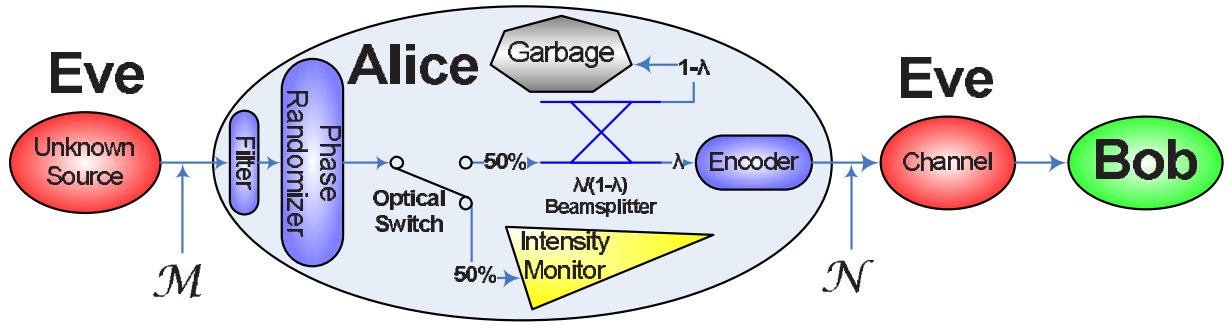 Eve
Unknown
Source
ℳ
Filter
Phase
Randomizer
Alice
Garbage
1-λ
Optical
Switch
50%
50%
Intensity
Monitor
λ/(1-λ)
Beamsplitter
λ
Encoder
𝒩
Eve
Channel
Bob